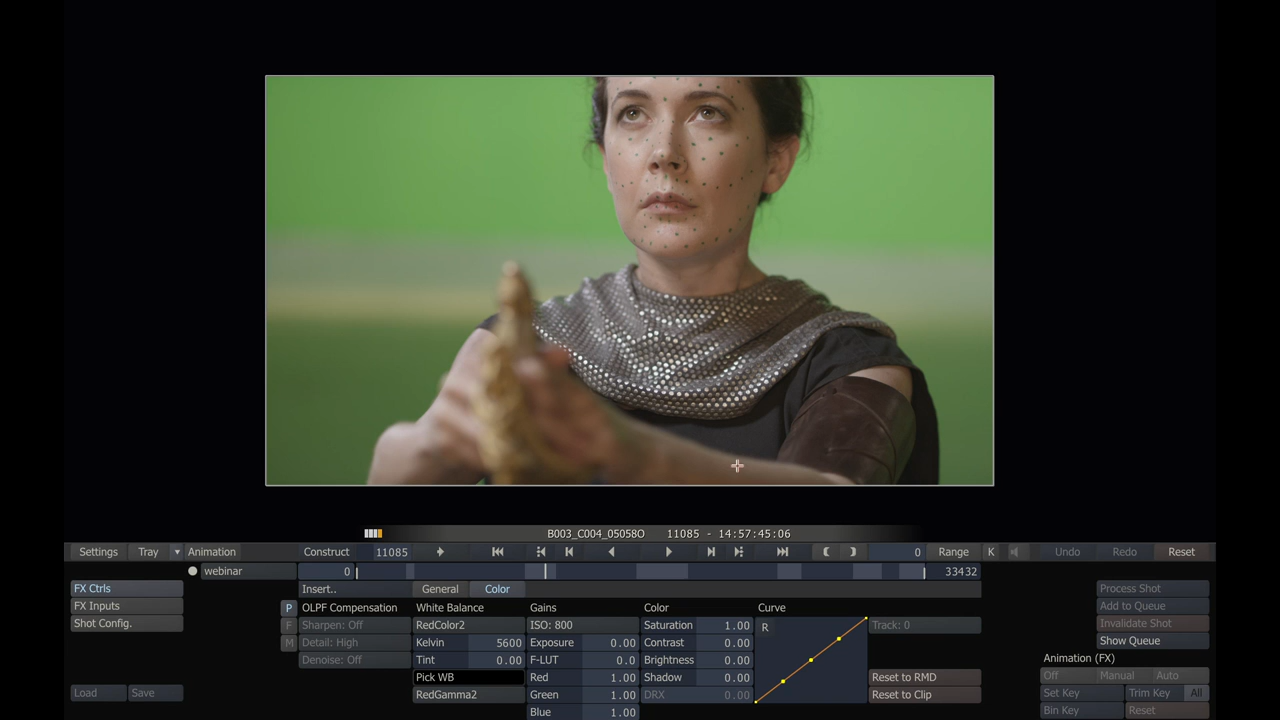 B003_C004_05058O 11085 - 14:57:45:06
Settings Tray Animation Construct 11085 0 Range K Undo Redo Reset
webinar 0 33432
FX Ctrls Insert.. General Color Process Shot
FX Inputs P OLPF Compensation White Balance Gains Color Curve Add to Queue
Shot Config. F Sharpen: Off RedColor2 ISO: 800 Saturation 1.00 R Track: 0 Invalidate Shot
M Detail: High Kelvin 5600 Exposure 0.00 Contrast 0.00 Show Queue
Denoise: Off Tint 0.00 F-LUT 0.0 Brightness 0.00 Animation (FX)
Pick WB Red 1.00 Shadow 0.00 Reset to RMD Off Manual Auto
Load Save RedGamma2 Green 1.00 DRX 0.00 Reset to Clip Set Key Trim Key All
Blue 1.00 Bin Key Reset